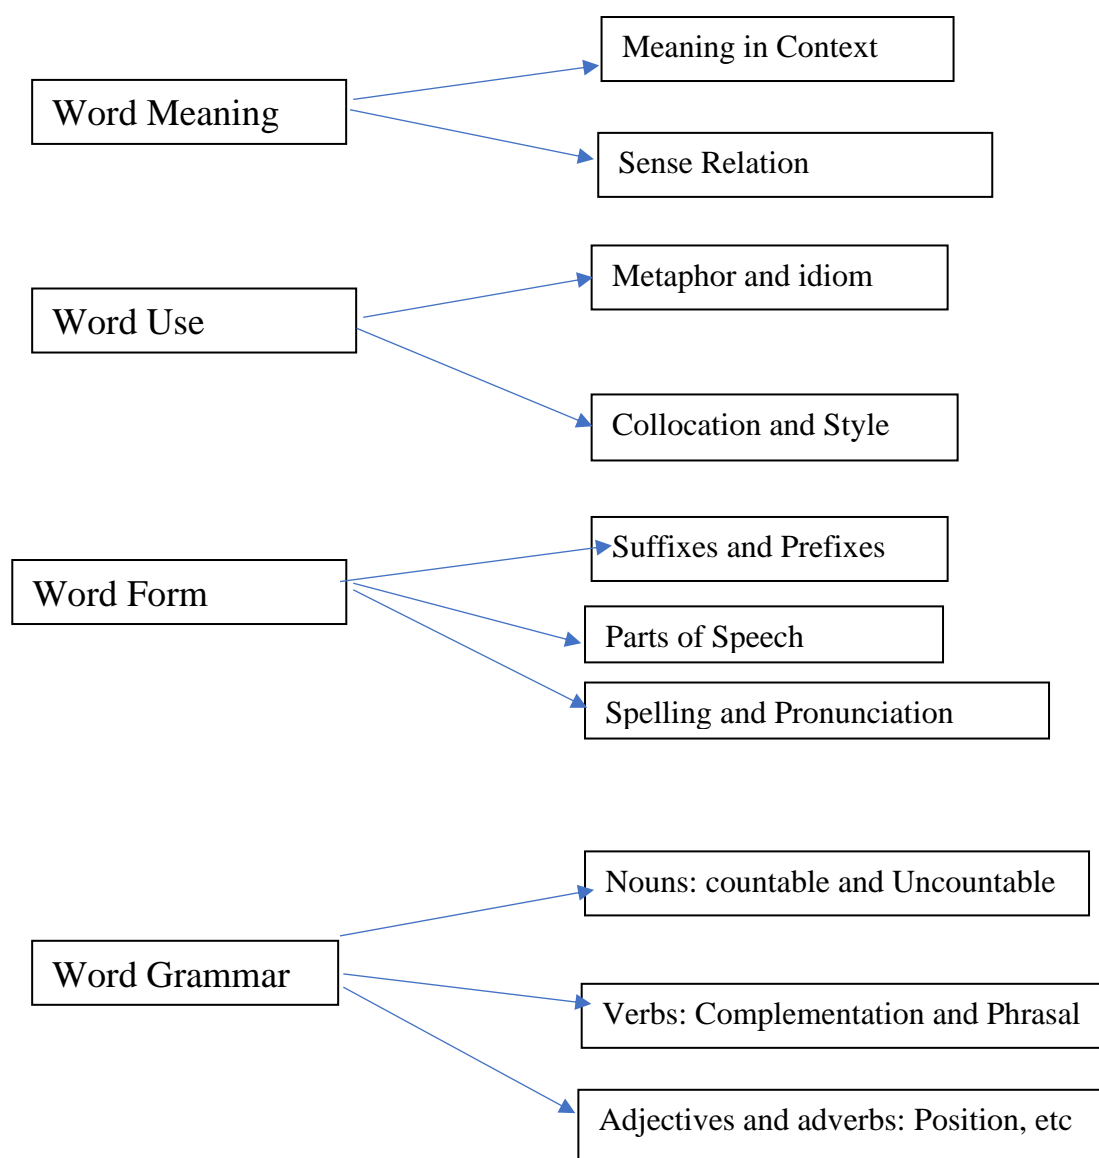 Meaning in Context
Word Meaning
Sense Relation
Metaphor and idiom
Word Use
Collocation and Style
Suffixes and Prefixes
Word Form
Parts of Speech
Spelling and Pronunciation
Nouns: countable and Uncountable
Word Grammar
Verbs: Complementation and Phrasal
Adjectives and adverbs: Position, etc